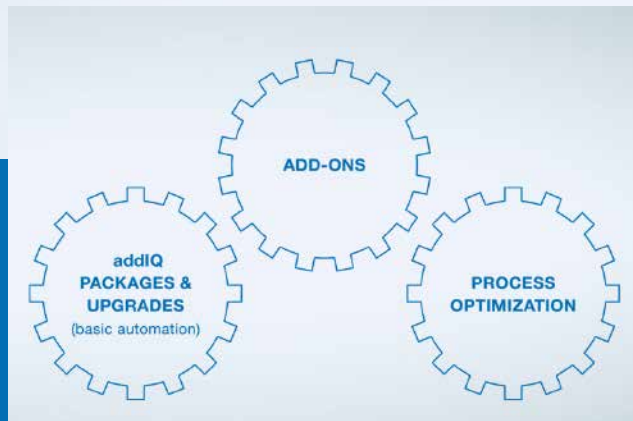 ADD-ONS
addIQ
PACKAGES &
UPGRADES
(basic automation)
PROCESS
OPTIMIZATION